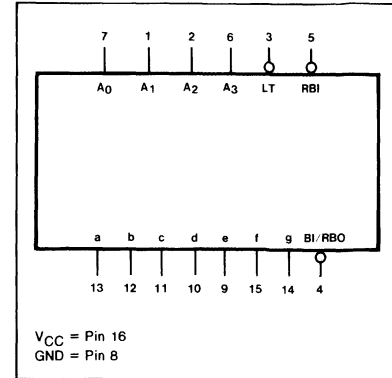 7 1 2 6 3 5
A0 A1 A2 A3 LT RBI
a b c d e f g BI/RBO
13 12 11 10 9 15 14 4
VCC = Pin 16
GND = Pin 8